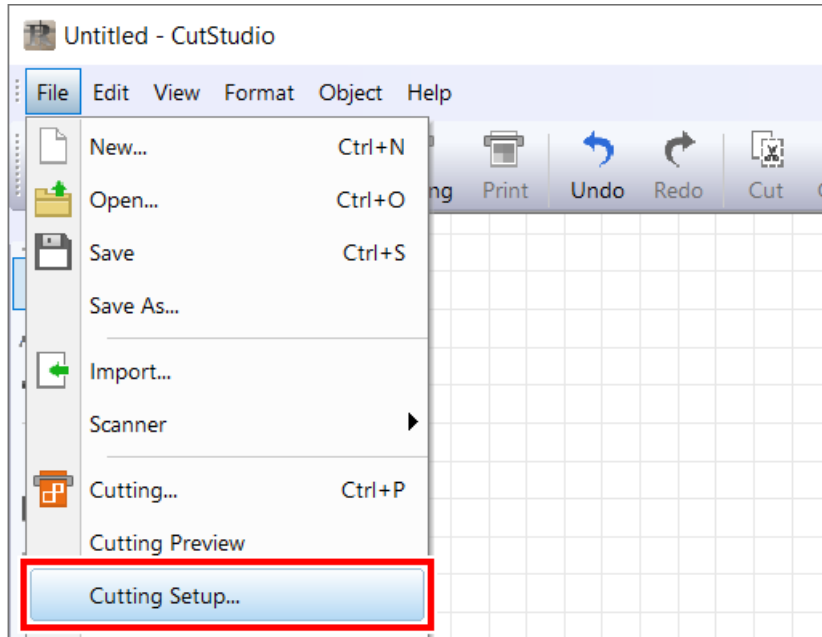 Untitled - CutStudio
File Edit View Format Object Help
New... Ctrl+N
Open... Ctrl+O
Save Ctrl+S
Save As...
Import...
Scanner
Cutting... Ctrl+P
Cutting Preview
Cutting Setup...
ng Print Undo Redo Cut